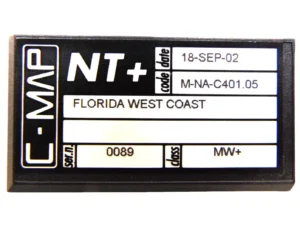 C-MAP
NT+
date 18-SEP-02
code M-NA-C401.05
FLORIDA WEST COAST
ser.n. 0089 class MW+